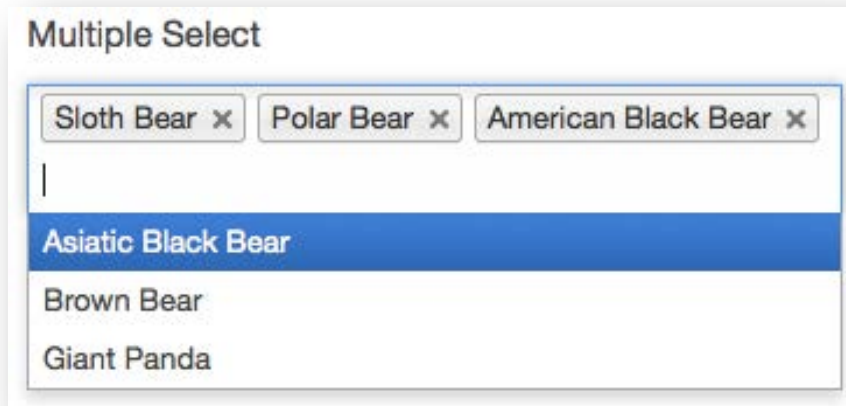 Multiple Select
Sloth Bear × Polar Bear × American Black Bear ×
Asiatic Black Bear
Brown Bear
Giant Panda